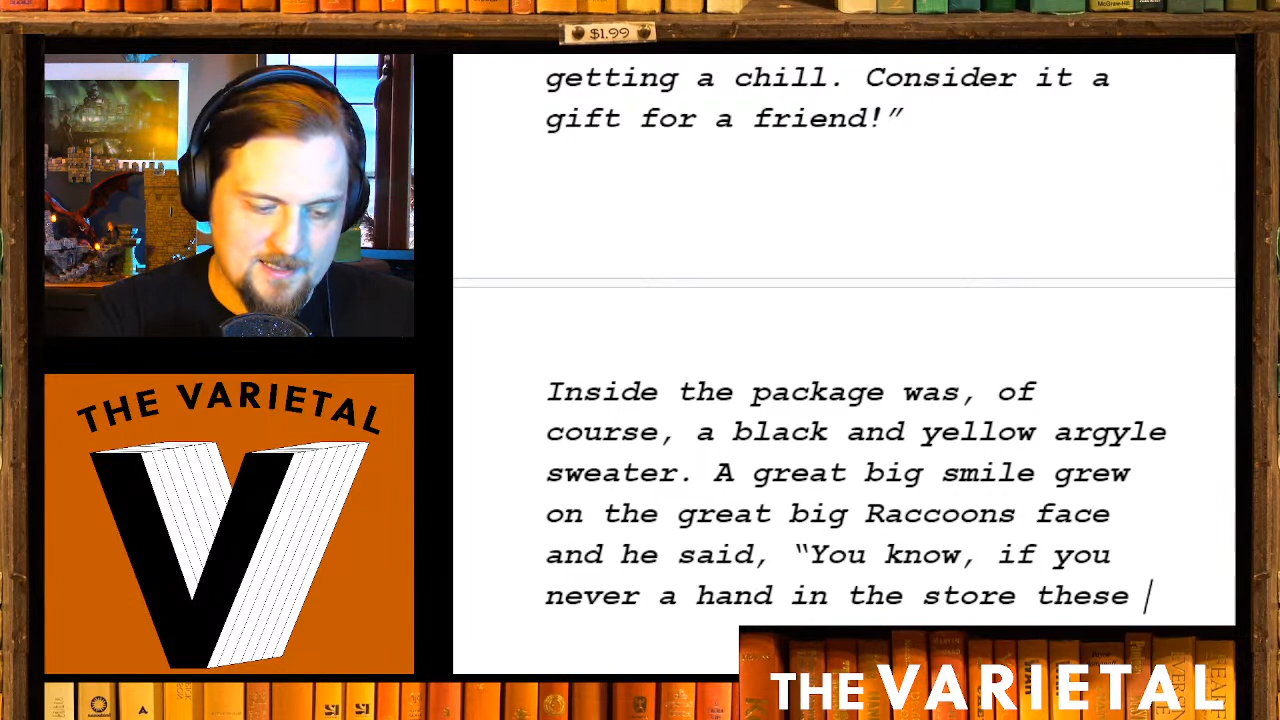 $1.99
getting a chill. Consider it a
gift for a friend!”
THE VARIETAL
Inside the package was, of
course, a black and yellow argyle
sweater. A great big smile grew
on the great big Raccoons face
and he said, “You know, if you
never a hand in the store these
THE VARIETAL